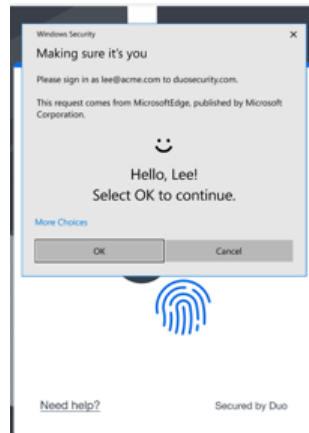 Windows Security
Making sure it's you
Please sign in as lee@acme.com to duosecurity.com.
This request comes from MicrosoftEdge, published by Microsoft
Corporation.
Hello, Lee!
Select OK to continue.
More Choices
OK
Cancel
Need help?
Secured by Duo